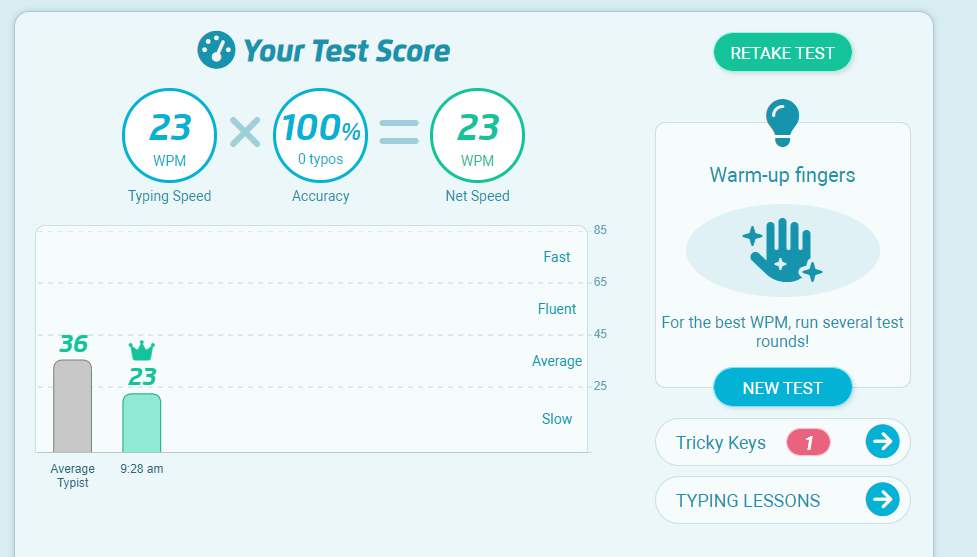 Your Test Score
RETAKE TEST
23
WPM
Typing Speed
100%
0 typos
Accuracy
23
WPM
Net Speed
85
Fast
65
Fluent
45
Average
25
Slow
36
23
Average
Typist
9:28 am
Warm-up fingers
For the best WPM, run several test
rounds!
NEW TEST
Tricky Keys 1
TYPING LESSONS